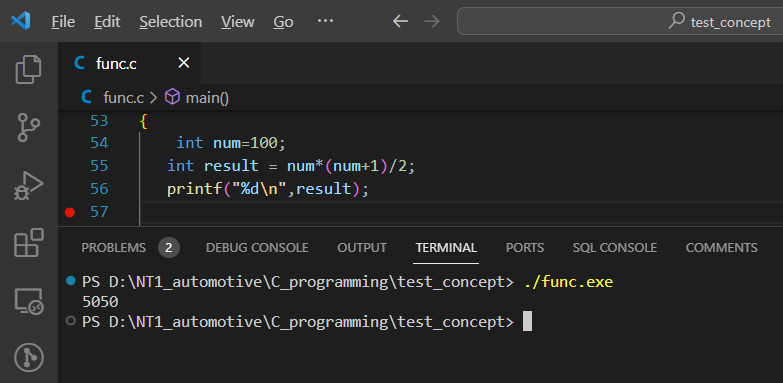 File Edit Selection View Go ··· test_concept
C func.c ×
C func.c > main()
53 {
54 int num=100;
55 int result = num*(num+1)/2;
56 printf("%d\n",result);
57
PROBLEMS 2 DEBUG CONSOLE OUTPUT TERMINAL PORTS SQL CONSOLE COMMENTS
PS D:\NT1_automotive\C_programming\test_concept> ./func.exe
5050
PS D:\NT1_automotive\C_programming\test_concept>